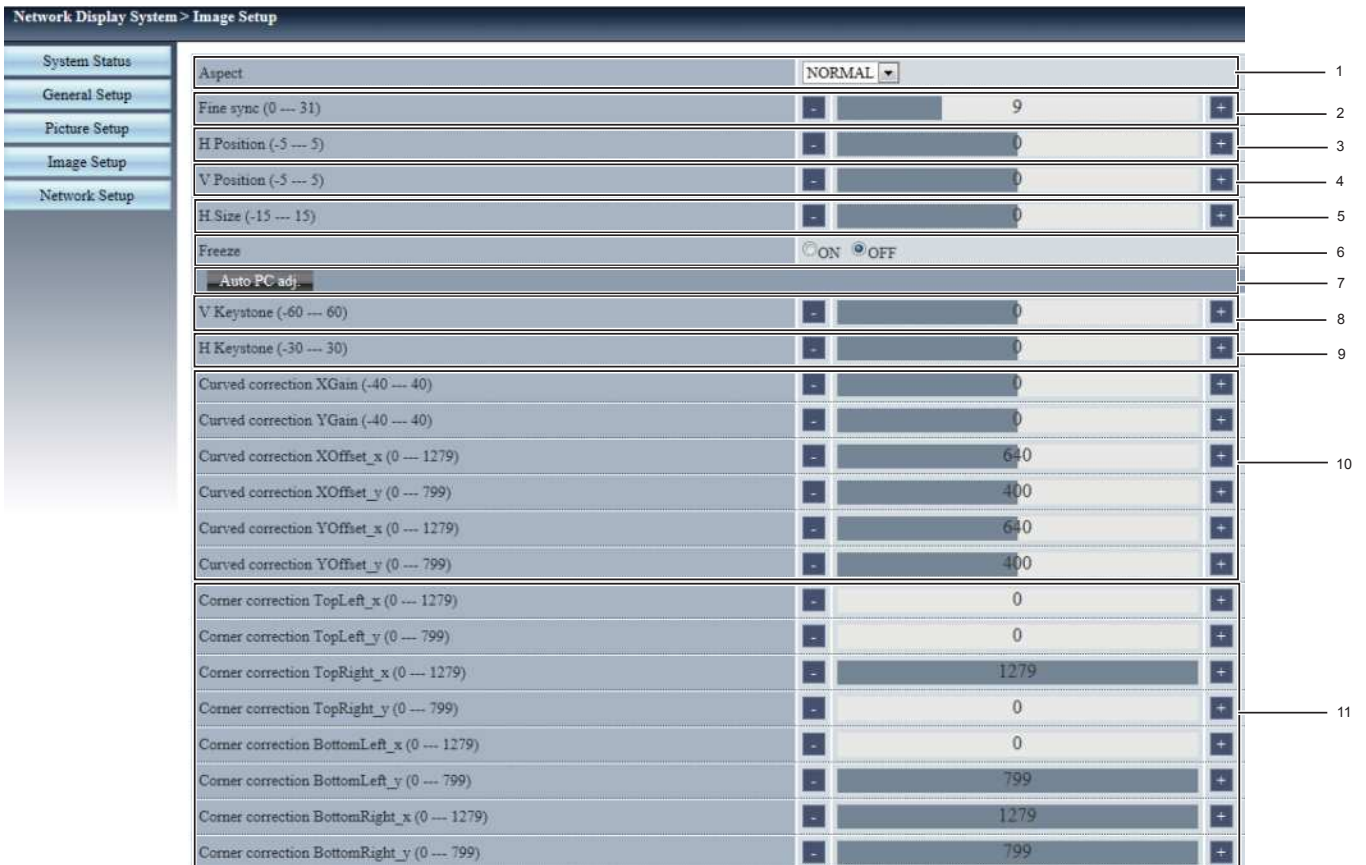 Network Display System > Image Setup
System Status
General Setup
Picture Setup
Image Setup
Network Setup
Aspect NORMAL 1
Fine sync (0 --- 31) - 9 + 2
H Position (-5 --- 5) - 0 + 3
V Position (-5 --- 5) - 0 + 4
H.Size (-15 --- 15) - 0 + 5
Freeze ON OFF 6
Auto PC adj. 7
V Keystone (-60 --- 60) - 0 + 8
H Keystone (-30 --- 30) - 0 + 9
Curved correction XGain (-40 --- 40) - 0 +
Curved correction YGain (-40 --- 40) - 0 +
Curved correction XOffset_x (0 --- 1279) - 640 + 10
Curved correction XOffset_y (0 --- 799) - 400 +
Curved correction YOffset_x (0 --- 1279) - 640 +
Curved correction YOffset_y (0 --- 799) - 400 +
Corner correction TopLeft_x (0 --- 1279) - 0 +
Corner correction TopLeft_y (0 --- 799) - 0 +
Corner correction TopRight_x (0 --- 1279) - 1279 +
Corner correction TopRight_y (0 --- 799) - 0 + 11
Corner correction BottomLeft_x (0 --- 1279) - 0 +
Corner correction BottomLeft_y (0 --- 799) - 799 +
Corner correction BottomRight_x (0 --- 1279) - 1279 +
Corner correction BottomRight_y (0 --- 799) - 799 +